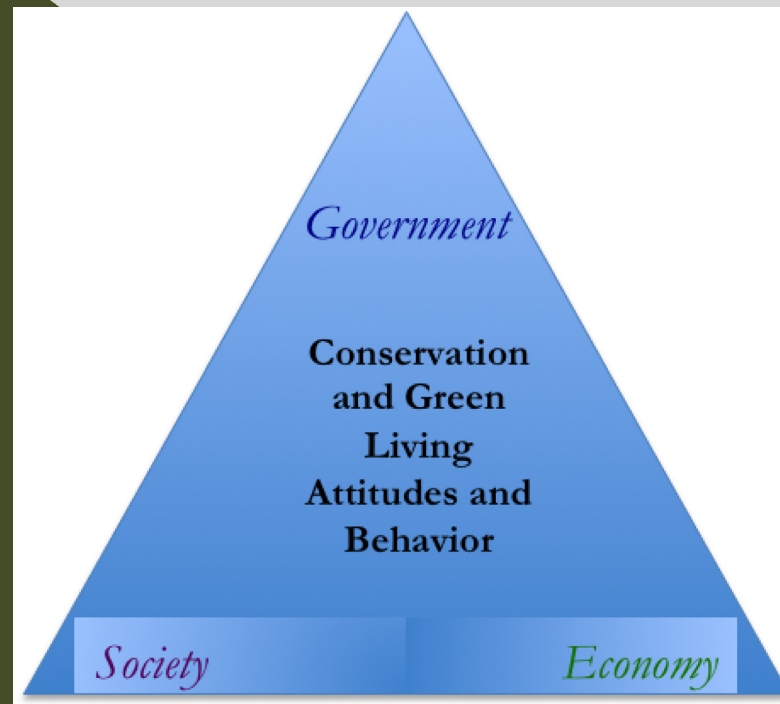 Government
Conservation
and Green
Living
Attitudes and
Behavior
Society Economy